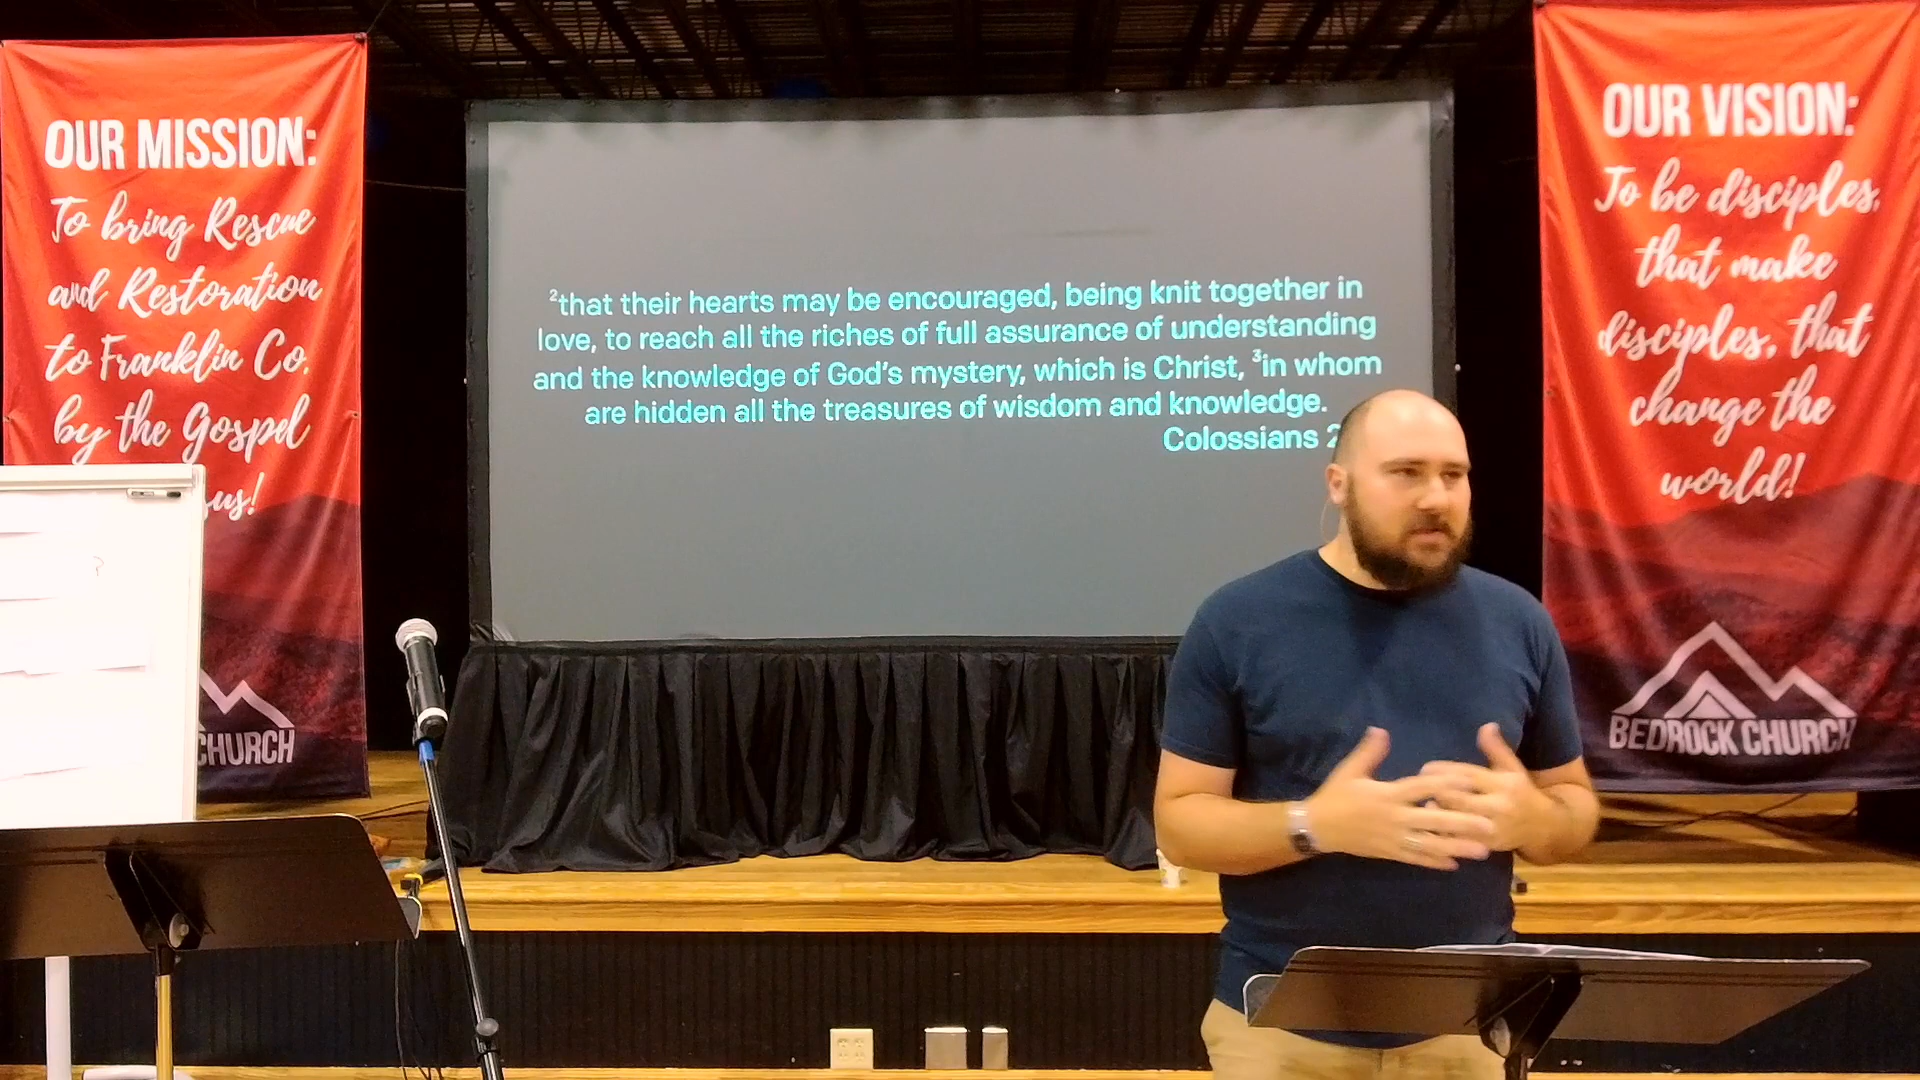 OUR MISSION:
To bring Rescue
and Restoration
to Franklin Co.
by the Gospel
sus!
CHURCH
²that their hearts may be encouraged, being knit together in
love, to reach all the riches of full assurance of understanding
and the knowledge of God's mystery, which is Christ, ³in whom
are hidden all the treasures of wisdom and knowledge.
Colossians 2
OUR VISION:
To be disciples,
that make
disciples, that
change the
world!
BEDROCK CHURCH
?